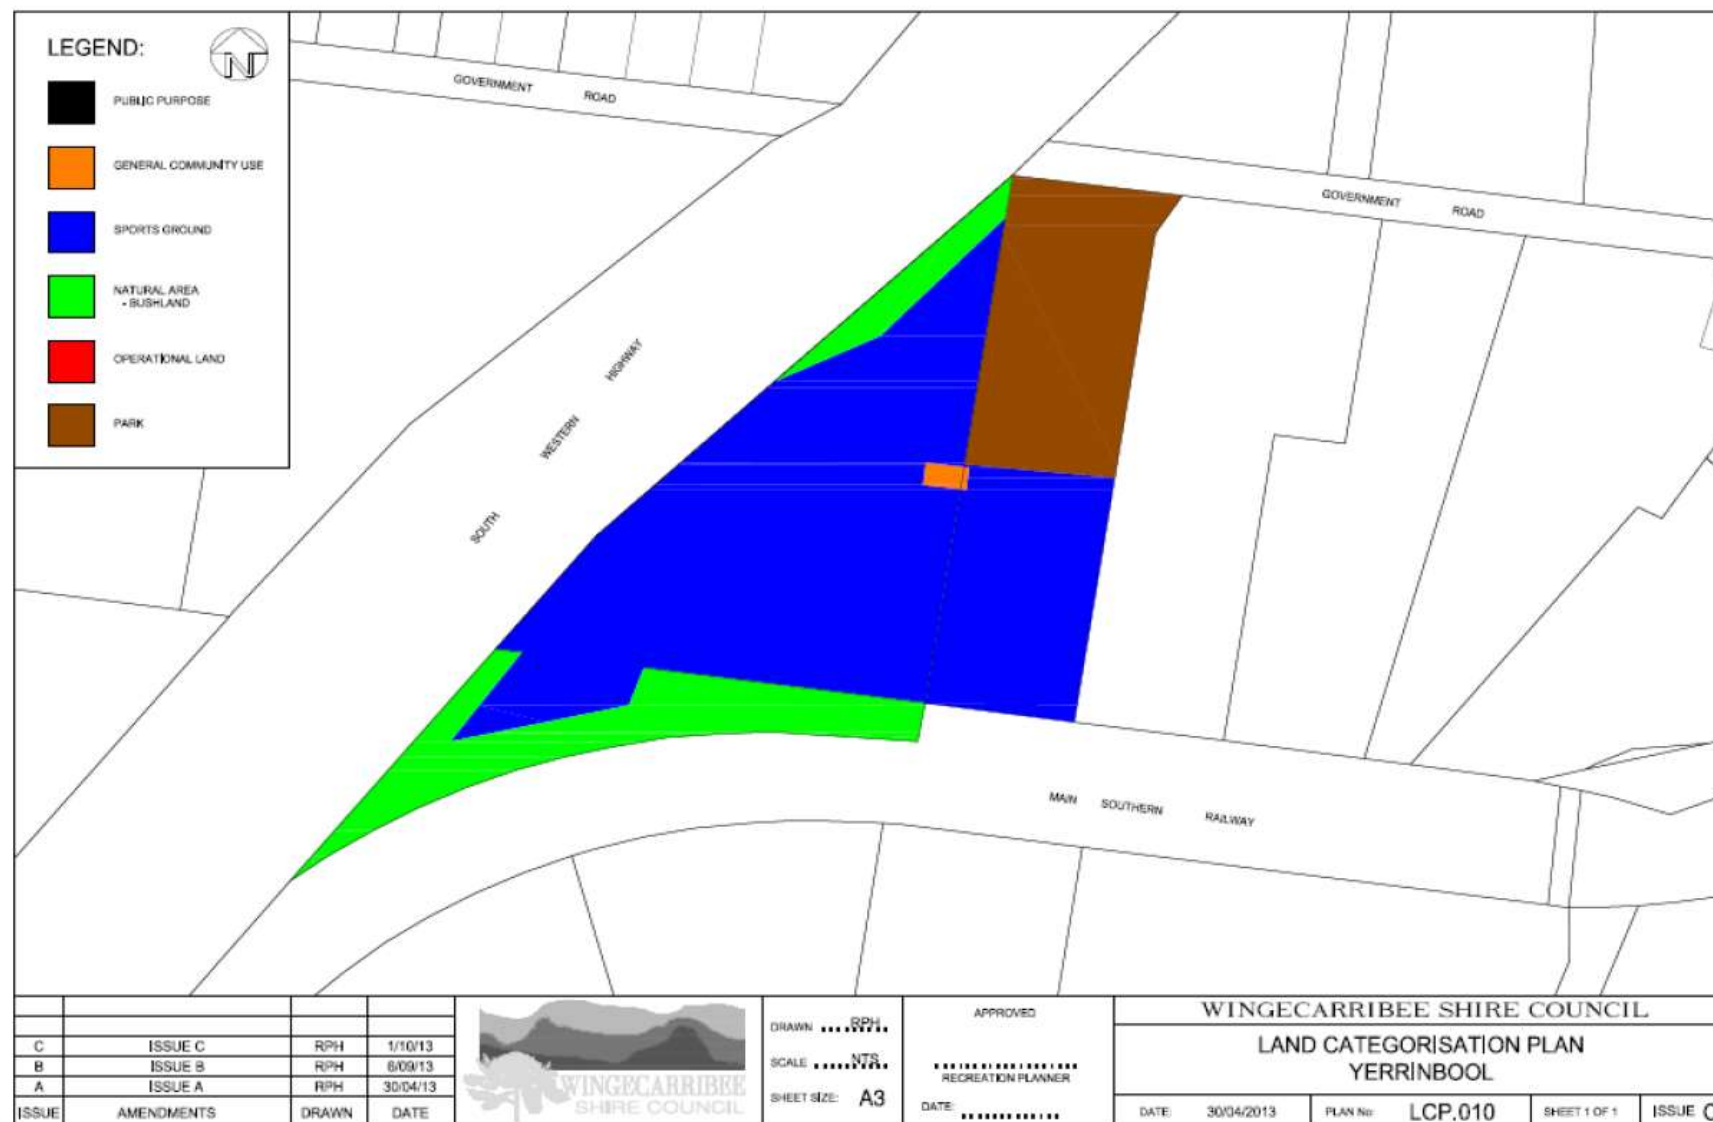 LEGEND:
N
PUBLIC PURPOSE
GENERAL COMMUNITY USE
SPORTS GROUND
NATURAL AREA
- BUSHLAND
OPERATIONAL LAND
PARK
GOVERNMENT ROAD
GOVERNMENT ROAD
SOUTH WESTERN HIGHWAY
MAIN SOUTHERN RAILWAY
C ISSUE C RPH 1/10/13
B ISSUE B RPH 6/09/13
A ISSUE A RPH 30/04/13
ISSUE AMENDMENTS DRAWN DATE
WINGECARRIBEE
SHIRE COUNCIL
DRAWN RPH
SCALE NTS
SHEET SIZE: A3
APPROVED
RECREATION PLANNER
DATE:
WINGECARRIBEE SHIRE COUNCIL
LAND CATEGORISATION PLAN
YERRINBOOL
DATE: 30/04/2013 PLAN No: LCP.010 SHEET 1 OF 1 ISSUE C